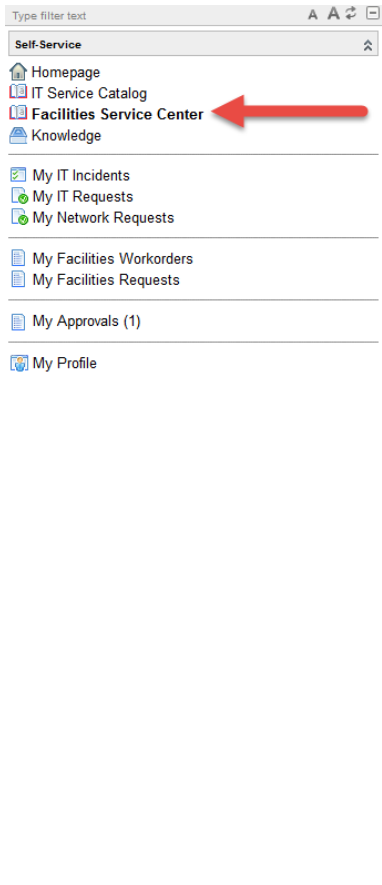 Type filter text A A
Self-Service
Homepage
IT Service Catalog
Facilities Service Center
Knowledge
My IT Incidents
My IT Requests
My Network Requests
My Facilities Workorders
My Facilities Requests
My Approvals (1)
My Profile